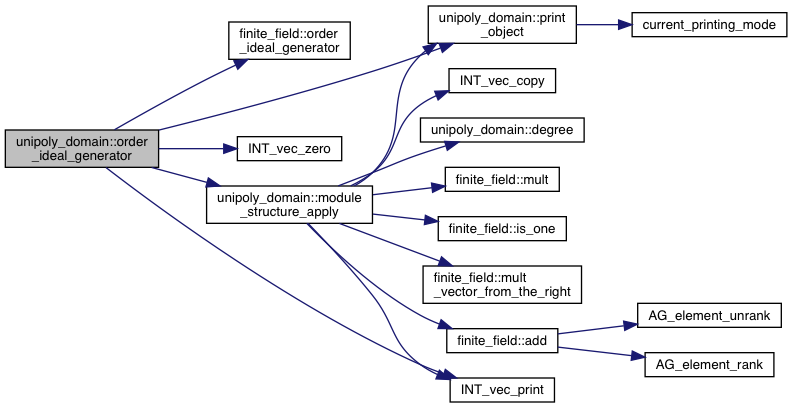 unipoly_domain::order
_ideal_generator
finite_field::order
_ideal_generator
INT_vec_zero
unipoly_domain::module
_structure_apply
unipoly_domain::print
_object
current_printing_mode
INT_vec_copy
unipoly_domain::degree
finite_field::mult
finite_field::is_one
finite_field::mult
_vector_from_the_right
finite_field::add
AG_element_unrank
AG_element_rank
INT_vec_print